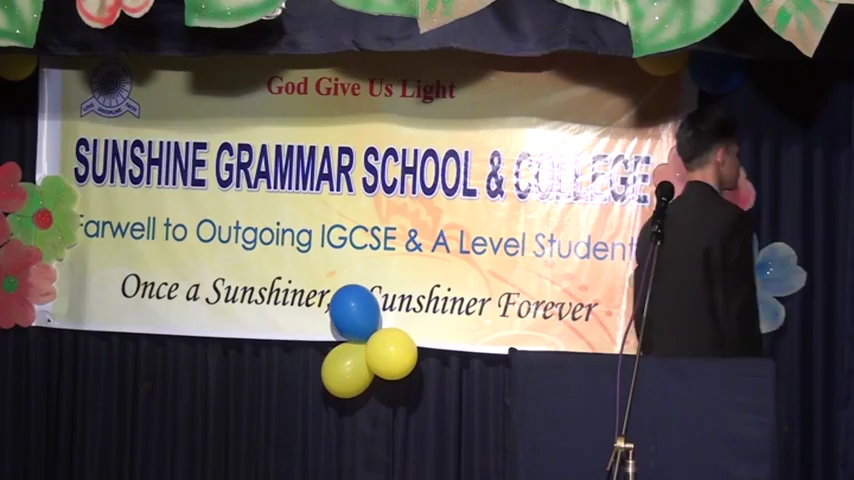 God Give Us Light
SUNSHINE GRAMMAR SCHOOL & COLLEGE
Farwell to Outgoing IGCSE & A Level Student
Once a Sunshiner, Sunshiner Forever